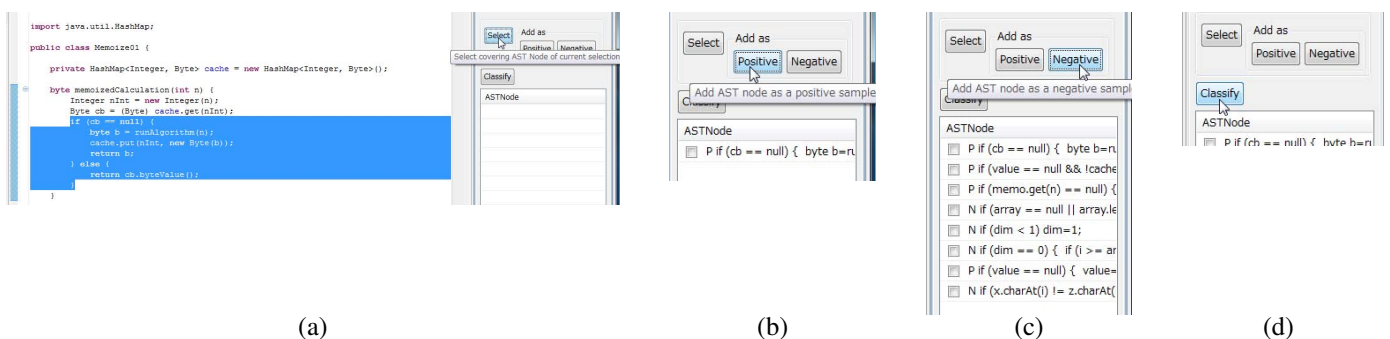 import java.util.HashMap;
public class Memoize01 {
private HashMap<Integer, Byte> cache = new HashMap<Integer, Byte>();
byte memoizedCalculation(int n) {
Integer nInt = new Integer(n);
Byte cb = (Byte) cache.get(nInt);
if (cb == null) {
byte b = runAlgorithm(n);
cache.put(nInt, new Byte(b));
return b;
} else {
return cb.byteValue();
}
}
Select
Add as
Positive Negative
Select covering AST Node of current selection
Classify
ASTNode
(a)
Select
Add as
Positive Negative
Add AST node as a positive sample
Classify
ASTNode
P if (cb == null) { byte b=ru
(b)
Select
Add as
Positive Negative
Add AST node as a negative sampl
Classify
ASTNode
P if (cb == null) { byte b=ru
P if (value == null && !cache
P if (memo.get(n) == null) {
N if (array == null || array.le
N if (dim < 1) dim=1;
N if (dim == 0) { if (i >= ar
P if (value == null) { value=
N if (x.charAt(i) != z.charAt(
(c)
Select
Add as
Positive Negative
Classify
ASTNode
P if (cb == null) { byte b=ru
(d)